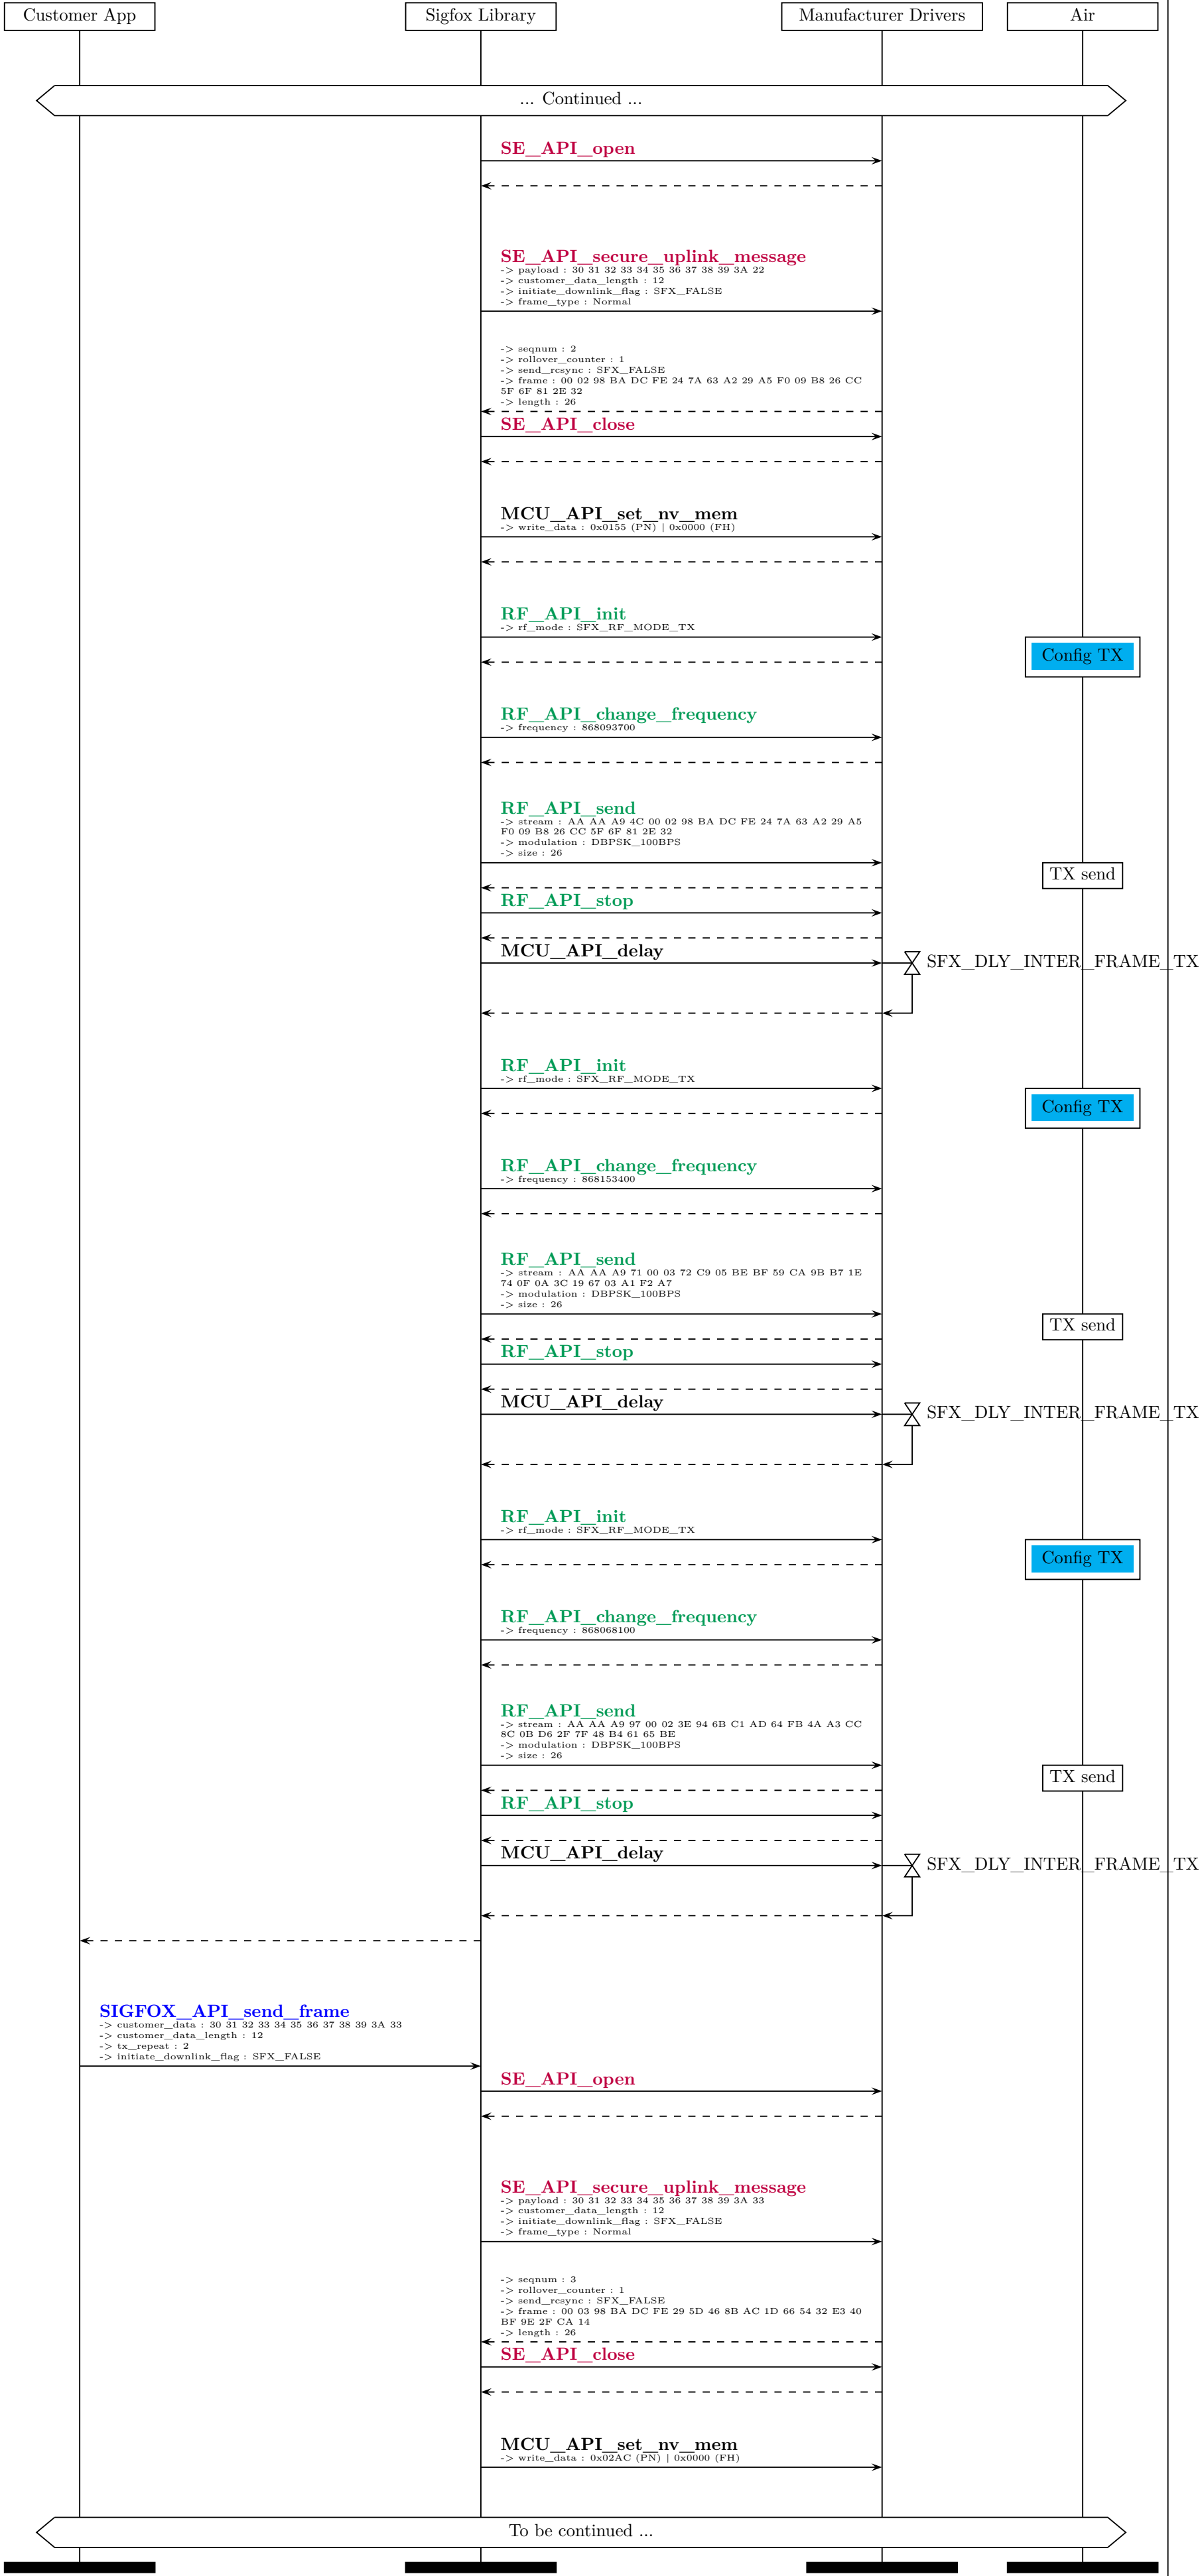 Customer App
Sigfox Library
Manufacturer Drivers
Air
... Continued ...
SE_API_open
SE_API_secure_uplink_message
-> payload : 30 31 32 33 34 35 36 37 38 39 3A 22
-> customer_data_length : 12
-> initiate_downlink_flag : SFX_FALSE
-> frame_type : Normal
-> seqnum : 2
-> rollover_counter : 1
-> send_rcsync : SFX_FALSE
-> frame : 00 02 98 BA DC FE 24 7A 63 A2 29 A5 F0 09 B8 26 CC
5F 6F 81 2E 32
-> length : 26
SE_API_close
MCU_API_set_nv_mem
-> write_data : 0x0155 (PN) | 0x0000 (FH)
RF_API_init
-> rf_mode : SFX_RF_MODE_TX
Config TX
RF_API_change_frequency
-> frequency : 868093700
RF_API_send
-> stream : AA AA A9 4C 00 02 98 BA DC FE 24 7A 63 A2 29 A5
F0 09 B8 26 CC 5F 6F 81 2E 32
-> modulation : DBPSK_100BPS
-> size : 26
TX send
RF_API_stop
MCU_API_delay
SFX_DLY_INTER_FRAME_TX
RF_API_init
-> rf_mode : SFX_RF_MODE_TX
Config TX
RF_API_change_frequency
-> frequency : 868153400
RF_API_send
-> stream : AA AA A9 71 00 03 72 C9 05 BE BF 59 CA 9B B7 1E
74 0F 0A 3C 19 67 03 A1 F2 A7
-> modulation : DBPSK_100BPS
-> size : 26
TX send
RF_API_stop
MCU_API_delay
SFX_DLY_INTER_FRAME_TX
RF_API_init
-> rf_mode : SFX_RF_MODE_TX
Config TX
RF_API_change_frequency
-> frequency : 868068100
RF_API_send
-> stream : AA AA A9 97 00 02 3E 94 6B C1 AD 64 FB 4A A3 CC
8C 0B D6 2F 7F 48 B4 61 65 BE
-> modulation : DBPSK_100BPS
-> size : 26
TX send
RF_API_stop
MCU_API_delay
SFX_DLY_INTER_FRAME_TX
SIGFOX_API_send_frame
-> customer_data : 30 31 32 33 34 35 36 37 38 39 3A 33
-> customer_data_length : 12
-> tx_repeat : 2
-> initiate_downlink_flag : SFX_FALSE
SE_API_open
SE_API_secure_uplink_message
-> payload : 30 31 32 33 34 35 36 37 38 39 3A 33
-> customer_data_length : 12
-> initiate_downlink_flag : SFX_FALSE
-> frame_type : Normal
-> seqnum : 3
-> rollover_counter : 1
-> send_rcsync : SFX_FALSE
-> frame : 00 03 98 BA DC FE 29 5D 46 8B AC 1D 66 54 32 E3 40
BF 9E 2F CA 14
-> length : 26
SE_API_close
MCU_API_set_nv_mem
-> write_data : 0x02AC (PN) | 0x0000 (FH)
To be continued ...